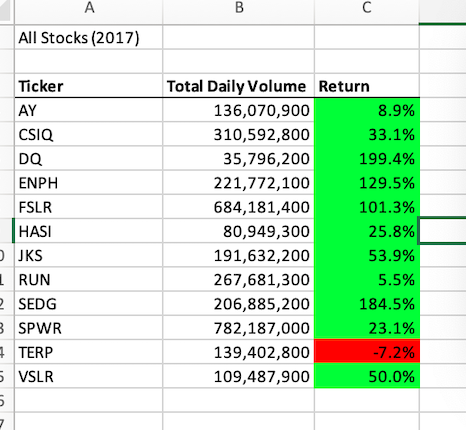 A B C
All Stocks (2017)
Ticker Total Daily Volume Return
AY 136,070,900 8.9%
CSIQ 310,592,800 33.1%
DQ 35,796,200 199.4%
ENPH 221,772,100 129.5%
FSLR 684,181,400 101.3%
HASI 80,949,300 25.8%
JKS 191,632,200 53.9%
RUN 267,681,300 5.5%
SEDG 206,885,200 184.5%
SPWR 782,187,000 23.1%
TERP 139,402,800 -7.2%
VSLR 109,487,900 50.0%